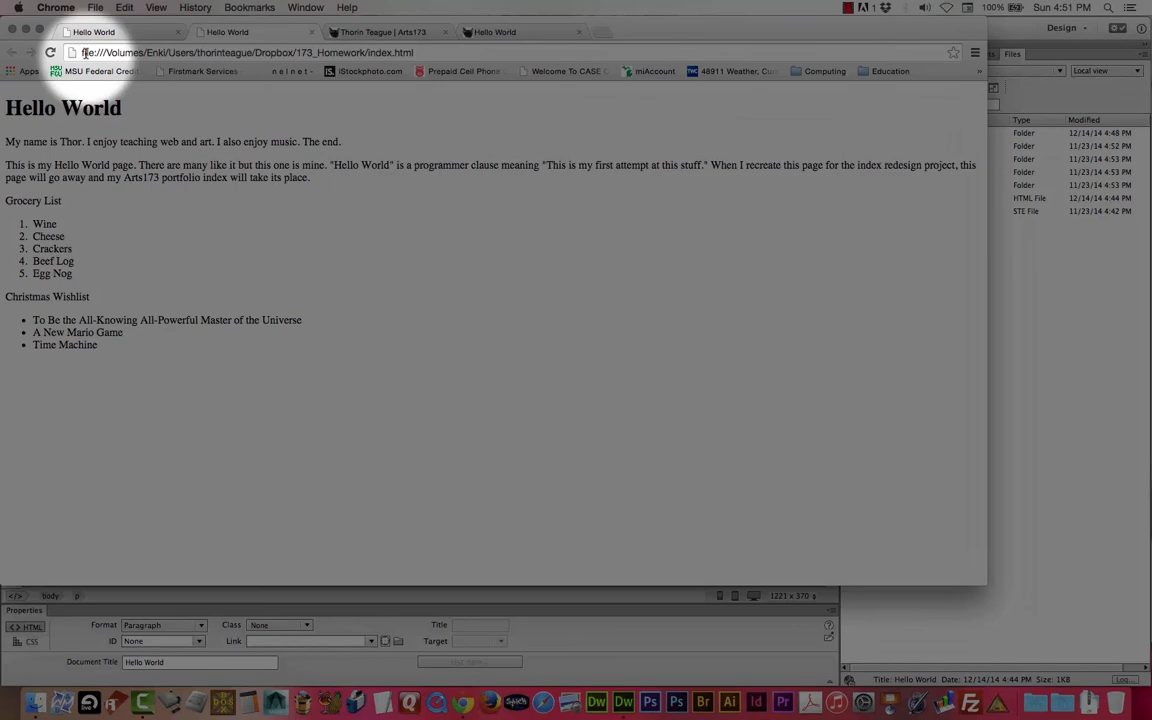 Chrome File Edit View History Bookmarks Window Help 100% Sun 4:51 PM
Hello World Hello World Thorin Teague | Arts173 Hello World
file:///Volumes/Enki/Users/thorinteague/Dropbox/173_Homework/index.html
Apps MSU Federal Credit Firstmark Services n e l n e t - iStockphoto.com Prepaid Cell Phone Welcome To CASE C miAccount 48911 Weather, Cu Computing Education »
Design
Files
Local view
Type Modified
Folder 12/14/14 4:48 PM
Folder 11/23/14 4:52 PM
Folder 11/23/14 4:53 PM
Folder 11/23/14 4:53 PM
Folder 11/23/14 4:53 PM
HTML File 12/14/14 4:44 PM
STE File 11/23/14 4:42 PM
Hello World
My name is Thor. I enjoy teaching web and art. I also enjoy music. The end.
This is my Hello World page. There are many like it but this one is mine. "Hello World" is a programmer clause meaning "This is my first attempt at this stuff." When I recreate this page for the index redesign project, this
page will go away and my Arts173 portfolio index will take its place.
Grocery List
1. Wine
2. Cheese
3. Crackers
4. Beef Log
5. Egg Nog
Christmas Wishlist
• To Be the All-Knowing All-Powerful Master of the Universe
• A New Mario Game
• Time Machine
</> body p 1221 x 370
Properties
HTML Format Paragraph Class None Title
CSS ID None Link Target
Document Title Hello World
Title: Hello World Date: 12/14/14 4:44 PM Size: 1KB Log...
Dw Dw Ps Ps Br Ai Id Pr